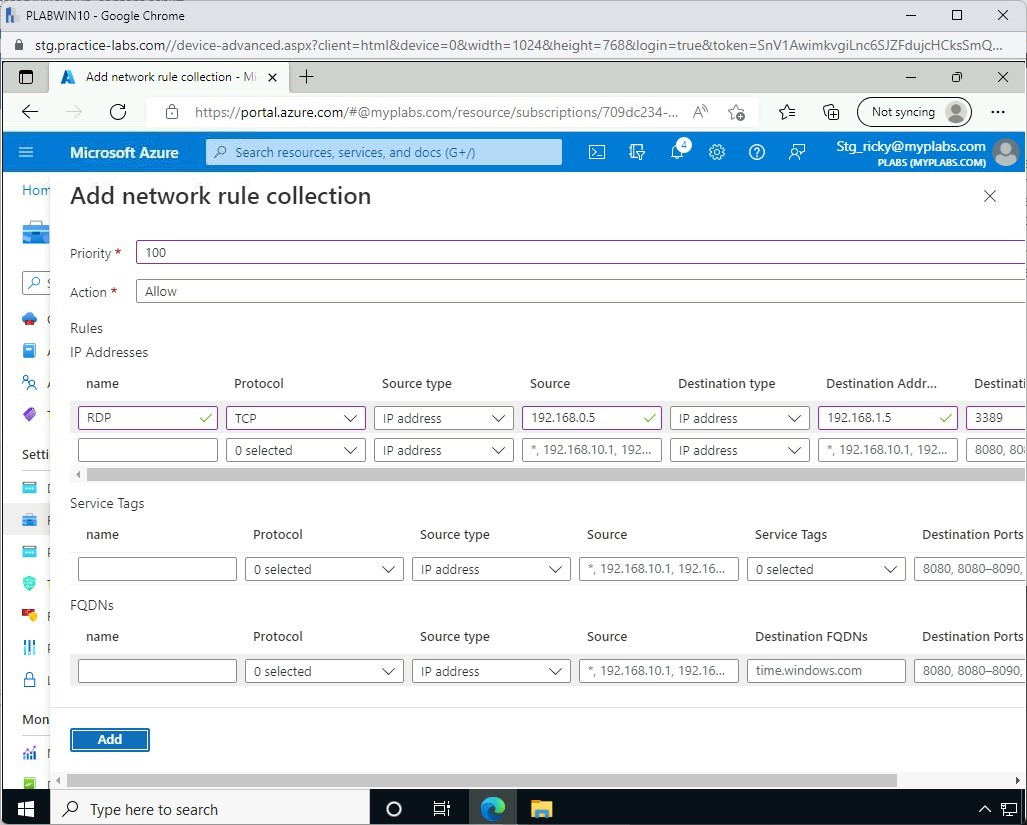 PLABWIN10 - Google Chrome
stg.practice-labs.com//device-advanced.aspx?client=html&device=0&width=1024&height=768&login=true&token=SnV1AwimkvgiLnc6SJZFdujcHCksSmQ...
Add network rule collection - Mi
https://portal.azure.com/#@myplabs.com/resource/subscriptions/709dc234-...
Not syncing
Microsoft Azure
Search resources, services, and docs (G+/)
4
Stg_ricky@myplabs.com
PLABS (MYPLABS.COM)
Hom
Add network rule collection
Priority *
100
Action *
Allow
Rules
IP Addresses
name Protocol Source type Source Destination type Destination Addr... Destinati
RDP TCP IP address 192.168.0.5 IP address 192.168.1.5 3389
0 selected IP address *, 192.168.10.1, 192... IP address *, 192.168.10.1, 192... 8080, 80
Setti
Service Tags
name Protocol Source type Source Service Tags Destination Ports
0 selected IP address *, 192.168.10.1, 192.16... 0 selected 8080, 8080–8090,
FQDNs
name Protocol Source type Source Destination FQDNs Destination Ports
0 selected IP address *, 192.168.10.1, 192.16... time.windows.com 8080, 8080–8090,
Mon
Add
Type here to search